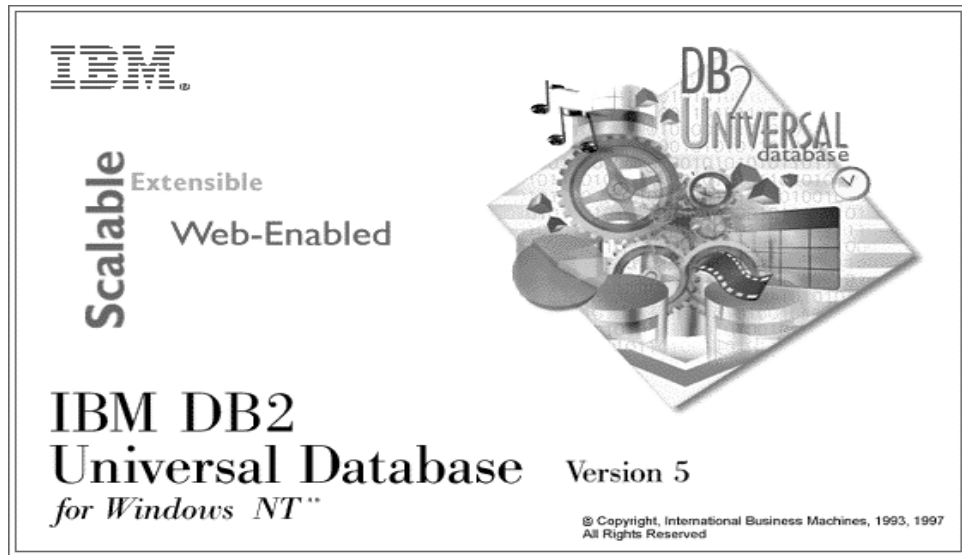 IBM®
Scalable
Extensible
Web-Enabled
DB2
UNIVERSAL
database
IBM DB2
Universal Database Version 5
for Windows NT
© Copyright, International Business Machines, 1993, 1997
All Rights Reserved